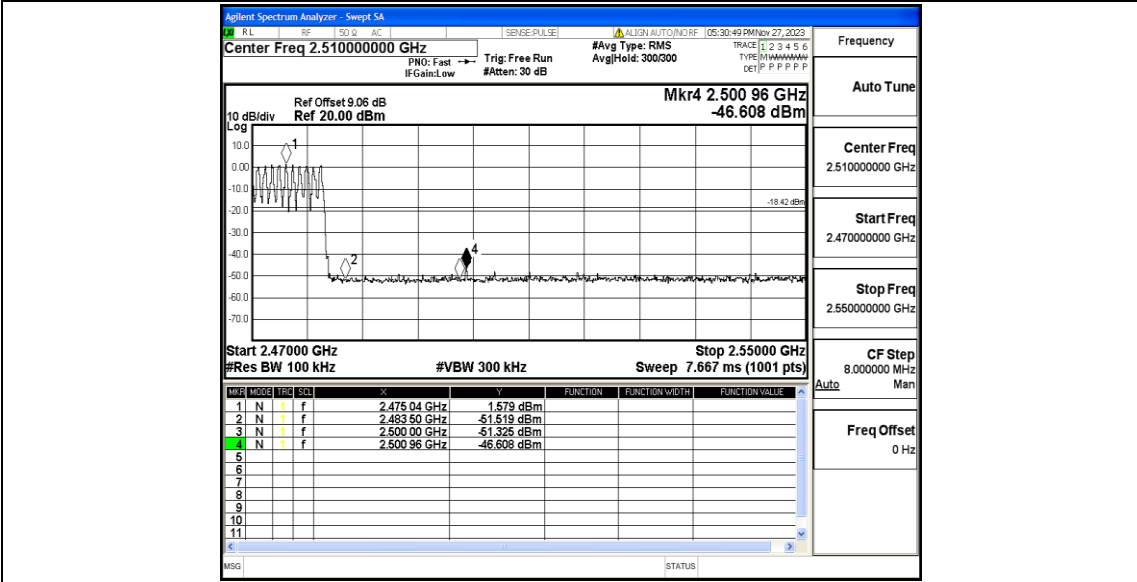 Agilent Spectrum Analyzer - Swept SA
RL RF 50 Ω AC SENSE:PULSE ALIGN AUTO/NO RF 05:30:49 PM Nov 27, 2023
Center Freq 2.510000000 GHz
PNO: Fast
IFGain:Low
Trig: Free Run
#Atten: 30 dB
#Avg Type: RMS
Avg|Hold: 300/300
TRACE 1 2 3 4 5 6
TYPE MWWWWW
DET P P P P P P
Mkr4 2.500 96 GHz
-46.608 dBm
Ref Offset 9.06 dB
10 dB/div Ref 20.00 dBm
Log
10.0
0.00
-10.0
-20.0
-30.0
-40.0
-50.0
-60.0
-70.0
1
2
4
-18.42 dBm
Start 2.47000 GHz Stop 2.55000 GHz
#Res BW 100 kHz #VBW 300 kHz Sweep 7.667 ms (1001 pts)
MKR MODE TRC SCL X Y FUNCTION FUNCTION WIDTH FUNCTION VALUE
1 N 1 f 2.475 04 GHz 1.579 dBm
2 N 1 f 2.483 50 GHz -51.519 dBm
3 N 1 f 2.500 00 GHz -51.325 dBm
4 N 1 f 2.500 96 GHz -46.608 dBm
5
6
7
8
9
10
11
MSG STATUS
Frequency
Auto Tune
Center Freq
2.510000000 GHz
Start Freq
2.470000000 GHz
Stop Freq
2.550000000 GHz
CF Step
8.000000 MHz
Auto Man
Freq Offset
0 Hz